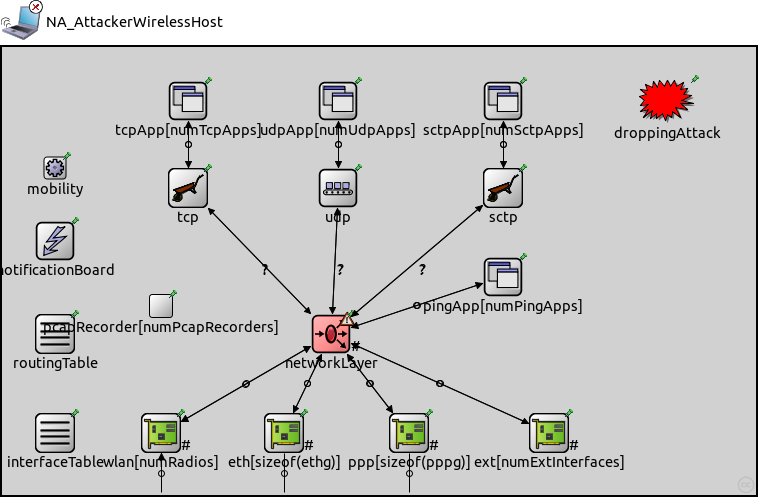 NA_AttackerWirelessHost
tcpApp[numTcpApps]
udpApp[numUdpApps]
sctpApp[numSctpApps]
droppingAttack
mobility
tcp
udp
sctp
?
?
?
notificationBoard
pingApp[numPingApps]
pcapRecorder[numPcapRecorders]
#
routingTable
networkLayer
#
#
#
#
interfaceTable
wlan[numRadios]
eth[sizeof(ethg)]
ppp[sizeof(pppg)]
ext[numExtInterfaces]
cc